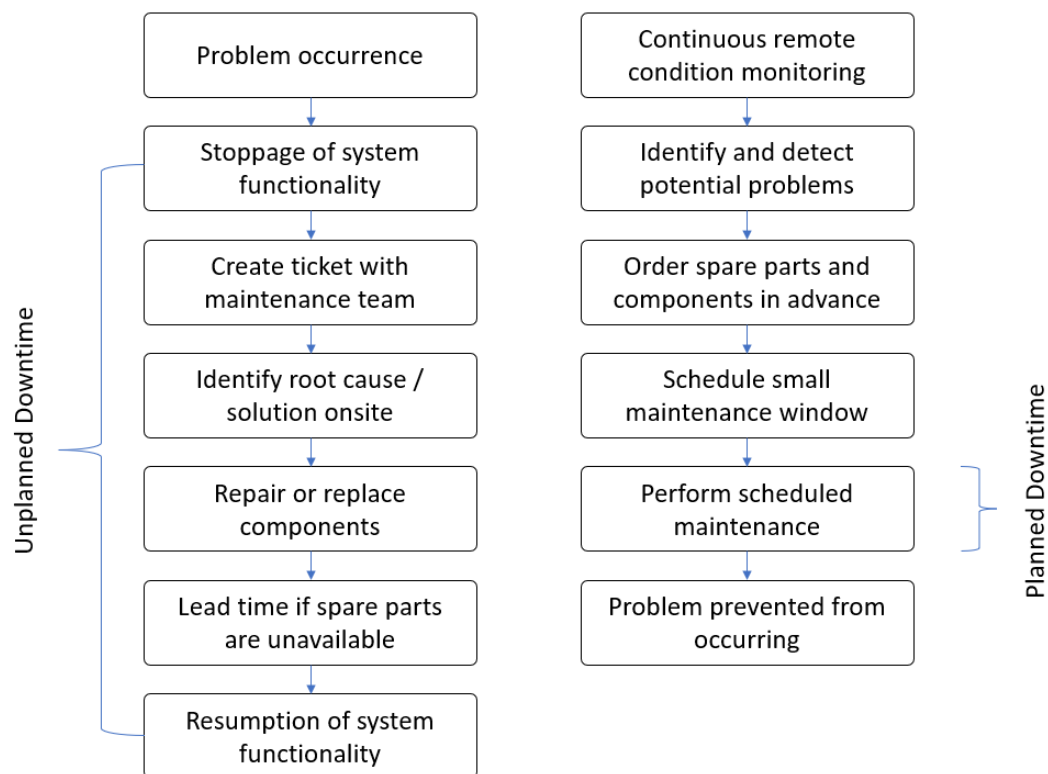 Problem occurrence
Stoppage of system
functionality
Create ticket with
maintenance team
Identify root cause /
solution onsite
Repair or replace
components
Lead time if spare parts
are unavailable
Resumption of system
functionality
Unplanned Downtime
Continuous remote
condition monitoring
Identify and detect
potential problems
Order spare parts and
components in advance
Schedule small
maintenance window
Perform scheduled
maintenance
Problem prevented from
occurring
Planned Downtime